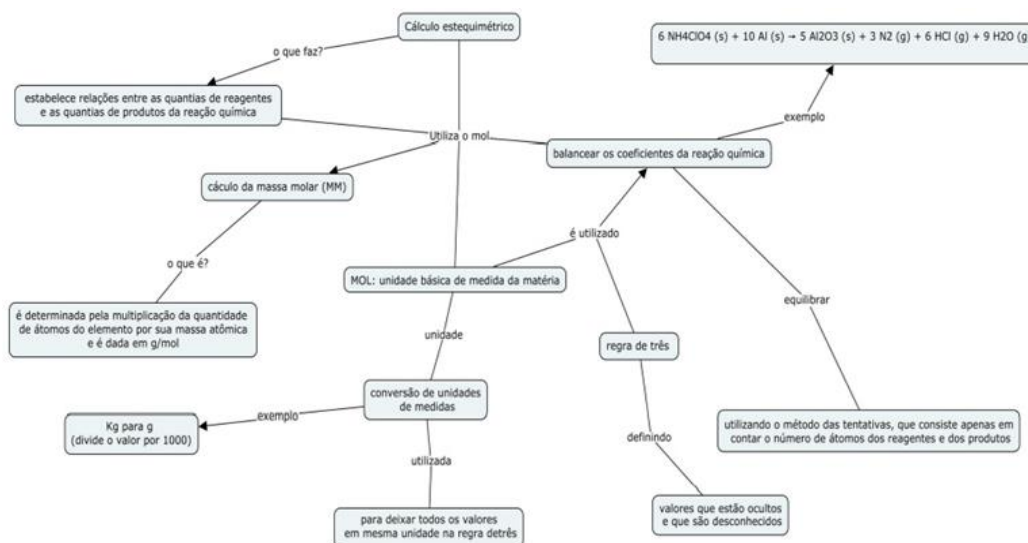 Cálculo estequimétrico
6 NH4ClO4 (s) + 10 Al (s) → 5 Al2O3 (s) + 3 N2 (g) + 6 HCl (g) + 9 H2O (g
o que faz?
estabelece relações entre as quantias de reagentes
e as quantias de produtos da reação química
exemplo
Utiliza o mol
balancear os coeficientes da reação química
cáculo da massa molar (MM)
é utilizado
o que é?
MOL: unidade básica de medida da matéria
equilibrar
é determinada pela multiplicação da quantidade
de átomos do elemento por sua massa atômica
e é dada em g/mol
unidade
regra de três
conversão de unidades
de medidas
exemplo
Kg para g
(divide o valor por 1000)
utilizando o método das tentativas, que consiste apenas em
contar o número de átomos dos reagentes e dos produtos
definindo
utilizada
para deixar todos os valores
em mesma unidade na regra detrês
valores que estão ocultos
e que são desconhecidos